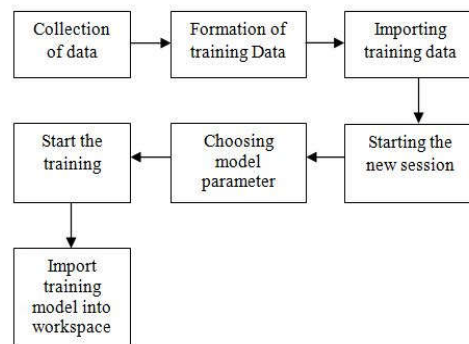 Collection
of data
Formation of
training Data
Importing
training data
Starting the
new session
Choosing
model
parameter
Start the
training
Import
training
model into
workspace